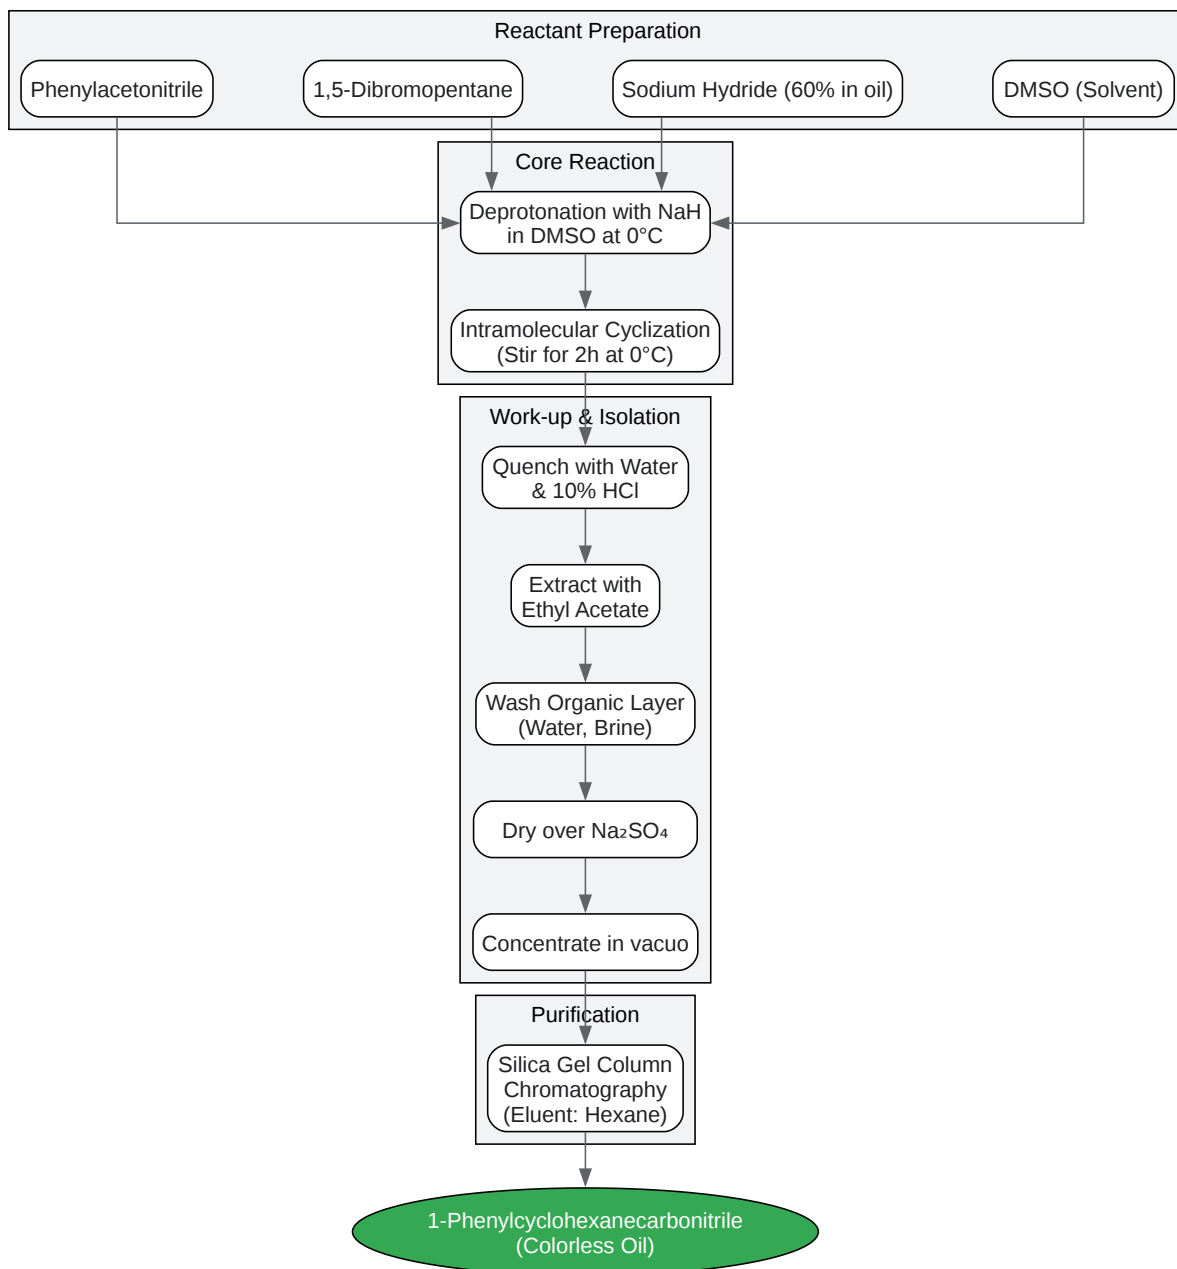 Reactant Preparation
Phenylacetonitrile
1,5-Dibromopentane
Sodium Hydride (60% in oil)
DMSO (Solvent)
Core Reaction
Deprotonation with NaH
in DMSO at 0°C
Intramolecular Cyclization
(Stir for 2h at 0°C)
Work-up & Isolation
Quench with Water
& 10% HCl
Extract with
Ethyl Acetate
Wash Organic Layer
(Water, Brine)
Dry over Na₂SO₄
Concentrate in vacuo
Purification
Silica Gel Column
Chromatography
(Eluent: Hexane)
1-Phenylcyclohexanecarbonitrile
(Colorless Oil)